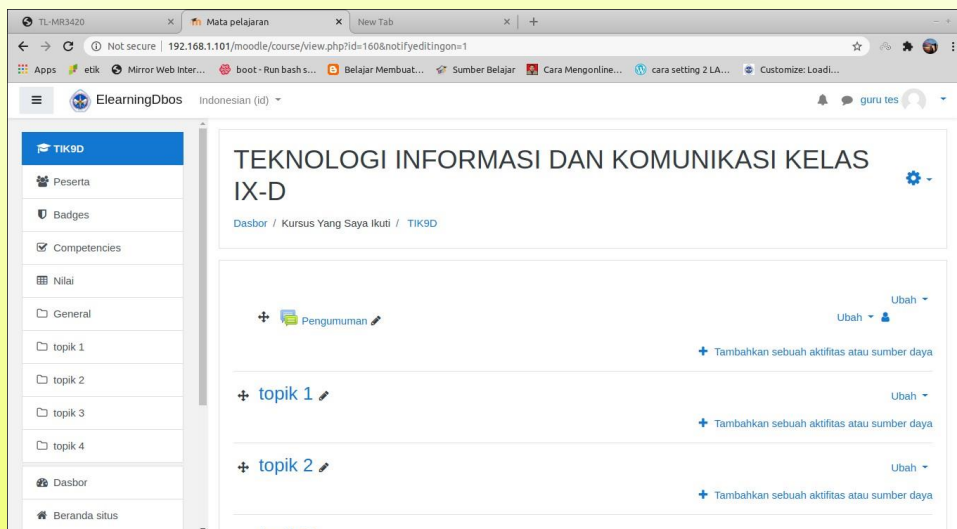 TL-MR3420
Mata pelajaran
New Tab
Not secure | 192.168.1.101/moodle/course/view.php?id=160&notifyeditingon=1
Apps etik Mirror Web Inter... boot - Run bash s... Belajar Membuat... Sumber Belajar Cara Mengonline... cara setting 2 LA... Customize: Loadi...
ElearningDbos Indonesian (id) guru tes
TIK9D
Peserta
Badges
Competencies
Nilai
General
topik 1
topik 2
topik 3
topik 4
Dasbor
Beranda situs
TEKNOLOGI INFORMASI DAN KOMUNIKASI KELAS
IX-D
Dasbor / Kursus Yang Saya Ikuti / TIK9D
Ubah
Pengumuman Ubah
Tambahkan sebuah aktifitas atau sumber daya
topik 1 Ubah
Tambahkan sebuah aktifitas atau sumber daya
topik 2 Ubah
Tambahkan sebuah aktifitas atau sumber daya